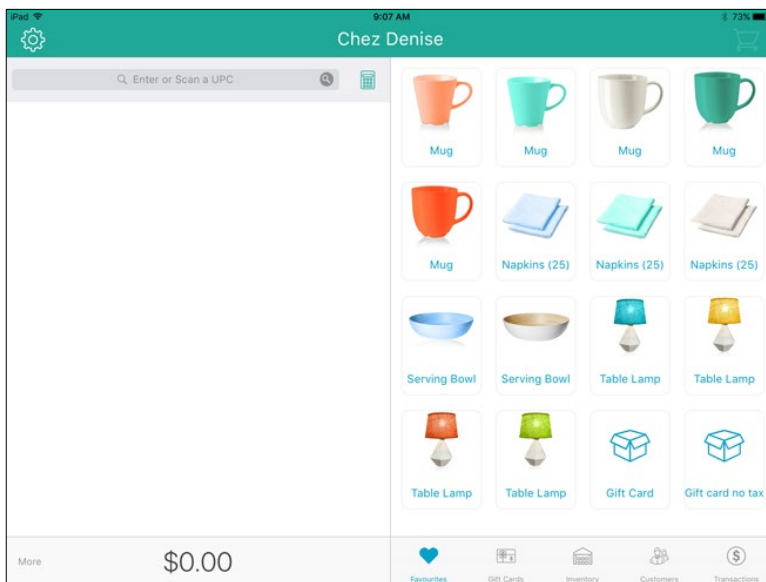 iPad 9:07 AM 73%
Chez Denise
Enter or Scan a UPC
Mug Mug Mug Mug
Mug Napkins (25) Napkins (25) Napkins (25)
Serving Bowl Serving Bowl Table Lamp Table Lamp
Table Lamp Table Lamp Gift Card Gift card no tax
More $0.00
Favourites Gift Cards Inventory Customers Transactions